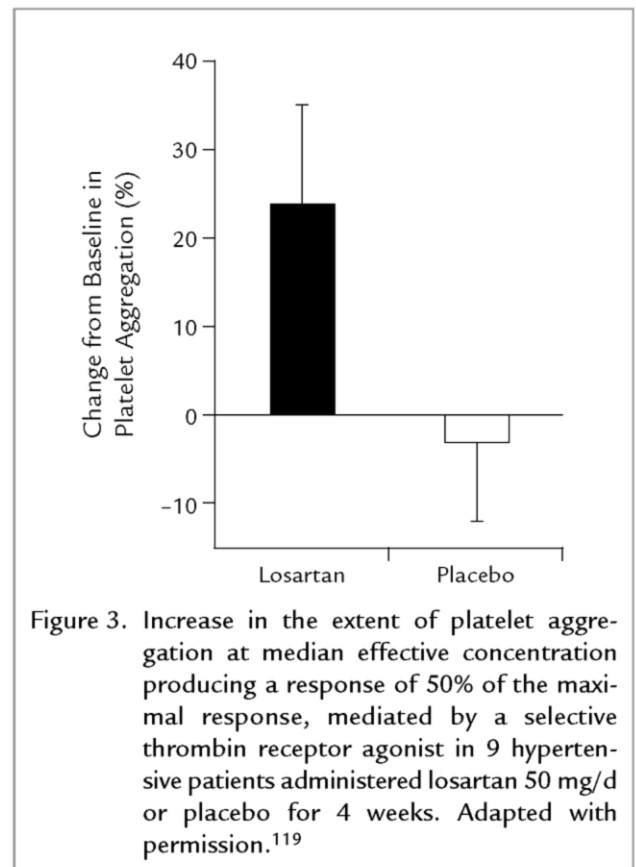 40
30
20
10
0
–10
Change from Baseline in
Platelet Aggregation (%)
Losartan
Placebo
Figure 3. Increase in the extent of platelet aggre-
gation at median effective concentration
producing a response of 50% of the maxi-
mal response, mediated by a selective
thrombin receptor agonist in 9 hyperten-
sive patients administered losartan 50 mg/d
or placebo for 4 weeks. Adapted with
permission.119